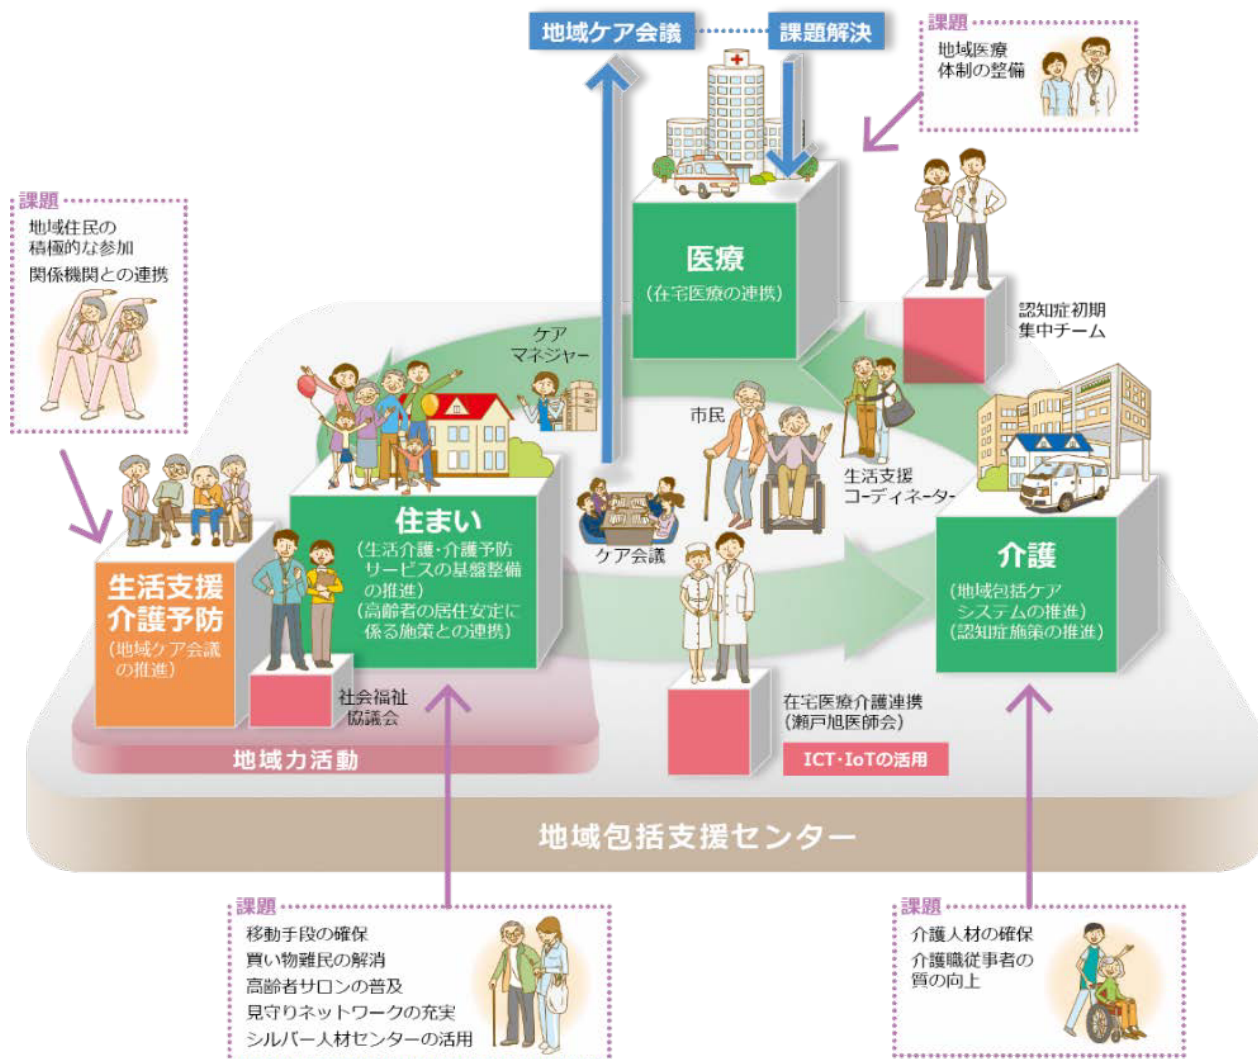 地域ケア会議
課題解決
課題
地域医療
体制の整備
課題
地域住民の
積極的な参加
関係機関との連携
医療
(在宅医療の連携)
認知症初期
集中チーム
ケア
マネジャー
市民
生活支援
コーディネーター
ケア会議
住まい
(生活介護・介護予防
サービスの基盤整備
の推進)
(高齢者の居住安定に
係る施策との連携)
介護
(地域包括ケア
システムの推進)
(認知症施策の推進)
生活支援
介護予防
(地域ケア会議
の推進)
社会福祉
協議会
在宅医療介護連携
(瀬戸旭医師会)
ICT・IoTの活用
地域力活動
地域包括支援センター
課題
移動手段の確保
買い物難民の解消
高齢者サロンの普及
見守りネットワークの充実
シルバー人材センターの活用
課題
介護人材の確保
介護職従事者の
質の向上